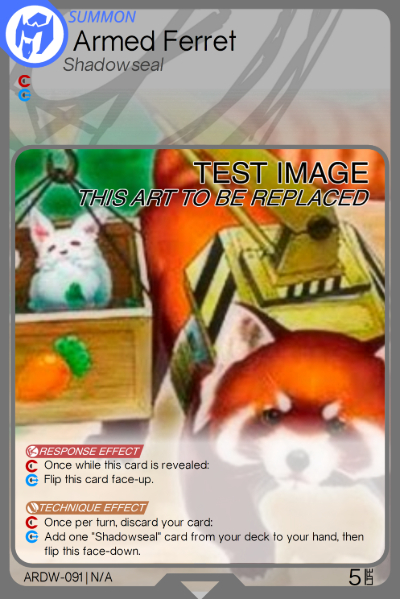 SUMMON
Armed Ferret
Shadowseal
C
C
TEST IMAGE
THIS ART TO BE REPLACED
RESPONSE EFFECT
C Once while this card is revealed:
C Flip this card face-up.
TECHNIQUE EFFECT
C Once per turn, discard your card:
C Add one "Shadowseal" card from your deck to your hand, then
flip this face-down.
ARDW-091 | N/A
5 LIFE